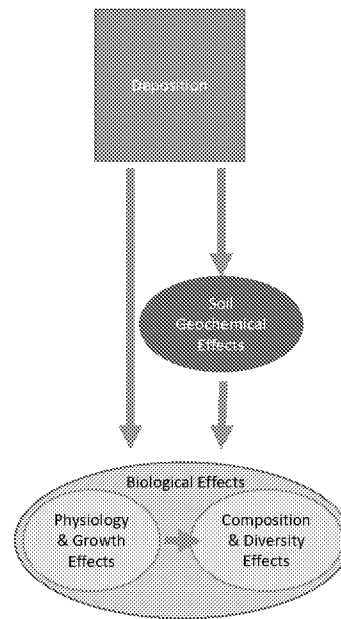 Deposition
Soil
Geochemical
Effects
Biological Effects
Physiology
& Growth
Effects
Composition
& Diversity
Effects